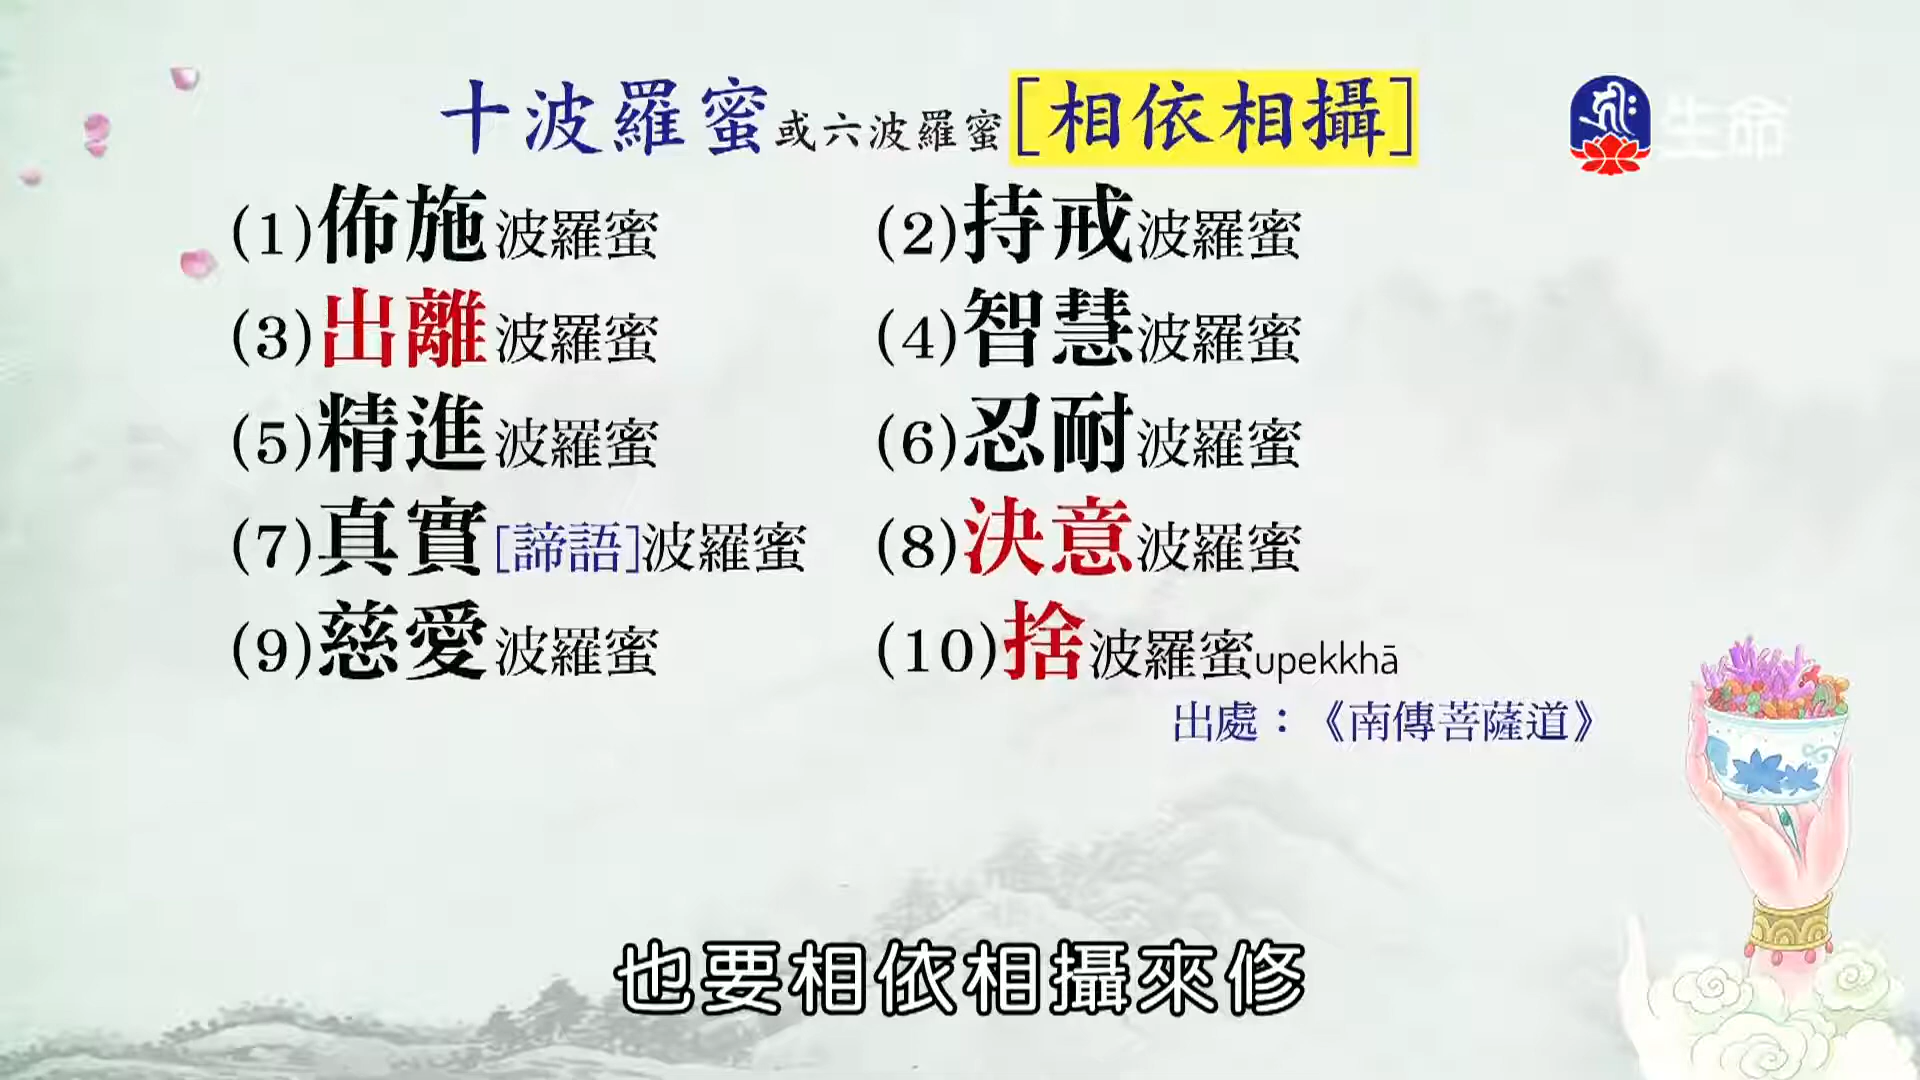 十波羅蜜或六波羅蜜[相依相攝]
生命
(1)佈施波羅蜜 (2)持戒波羅蜜
(3)出離波羅蜜 (4)智慧波羅蜜
(5)精進波羅蜜 (6)忍耐波羅蜜
(7)真實[諦語]波羅蜜 (8)決意波羅蜜
(9)慈愛波羅蜜 (10)捨波羅蜜upekkhā
出處：《南傳菩薩道》
也要相依相攝來修